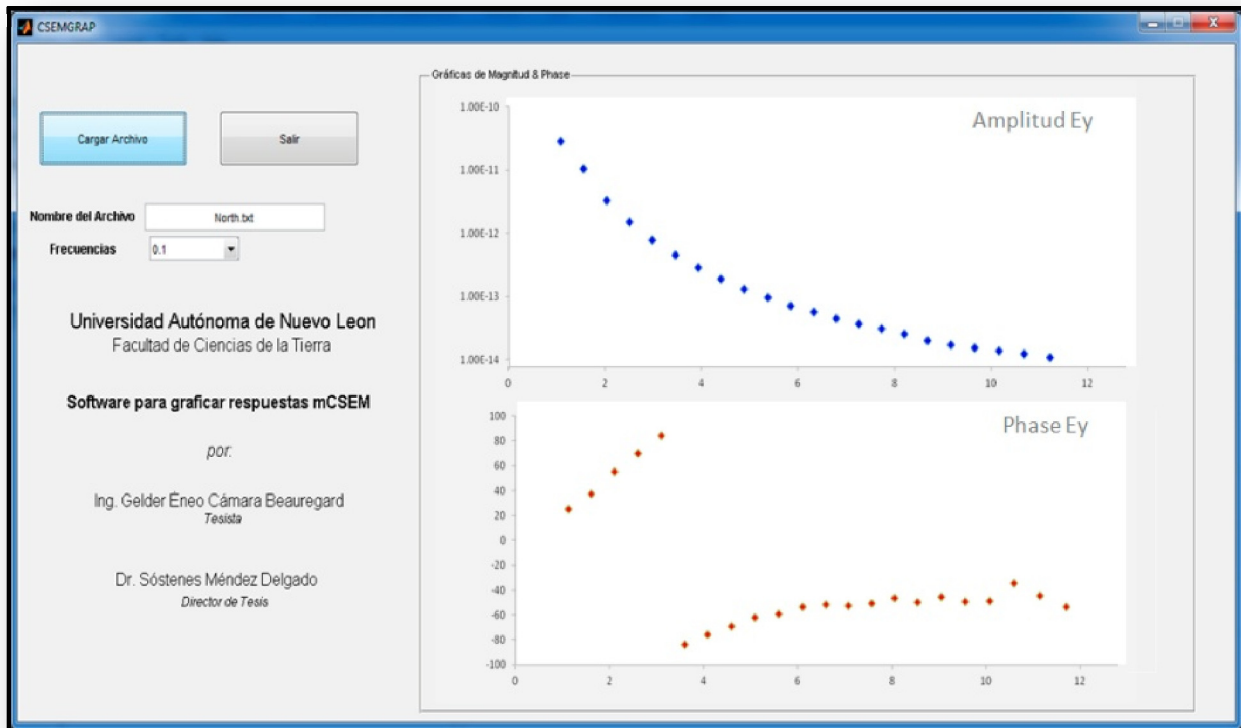 CSEMGRAP
Cargar Archivo
Salir
Nombre del Archivo
North.txt
Frecuencias
0.1
Universidad Autónoma de Nuevo Leon
Facultad de Ciencias de la Tierra
Software para graficar respuestas mCSEM
por:
Ing. Gelder Éneo Cámara Beauregard
Tesista
Dr. Sóstenes Méndez Delgado
Director de Tesis
Gráficas de Magnitud & Phase
Amplitud Ey
1.00E-10
1.00E-11
1.00E-12
1.00E-13
1.00E-14
0 2 4 6 8 10 12
Phase Ey
100
80
60
40
20
0
-20
-40
-60
-80
-100
0 2 4 6 8 10 12